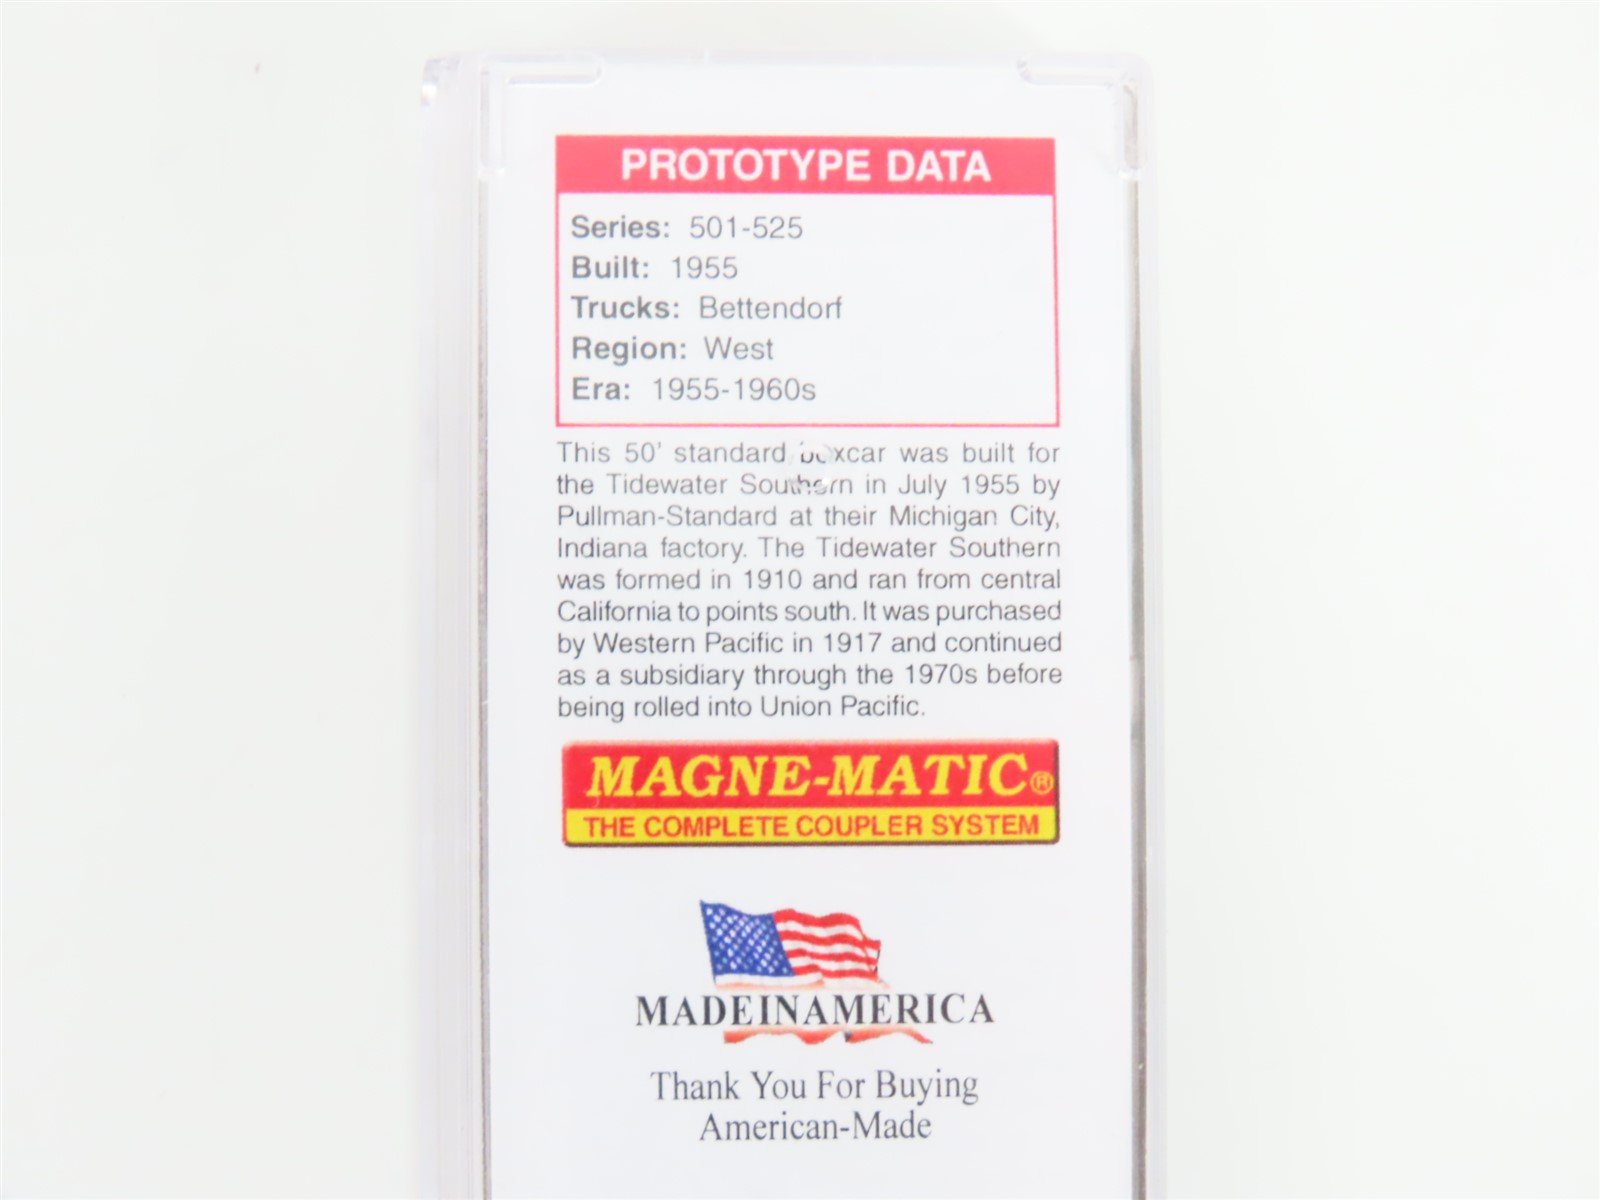 PROTOTYPE DATA
Series: 501-525
Built: 1955
Trucks: Bettendorf
Region: West
Era: 1955-1960s
This 50' standard boxcar was built for
the Tidewater Southern in July 1955 by
Pullman-Standard at their Michigan City,
Indiana factory. The Tidewater Southern
was formed in 1910 and ran from central
California to points south. It was purchased
by Western Pacific in 1917 and continued
as a subsidiary through the 1970s before
being rolled into Union Pacific.
MAGNE-MATIC®
THE COMPLETE COUPLER SYSTEM
MADEINAMERICA
Thank You For Buying
American-Made